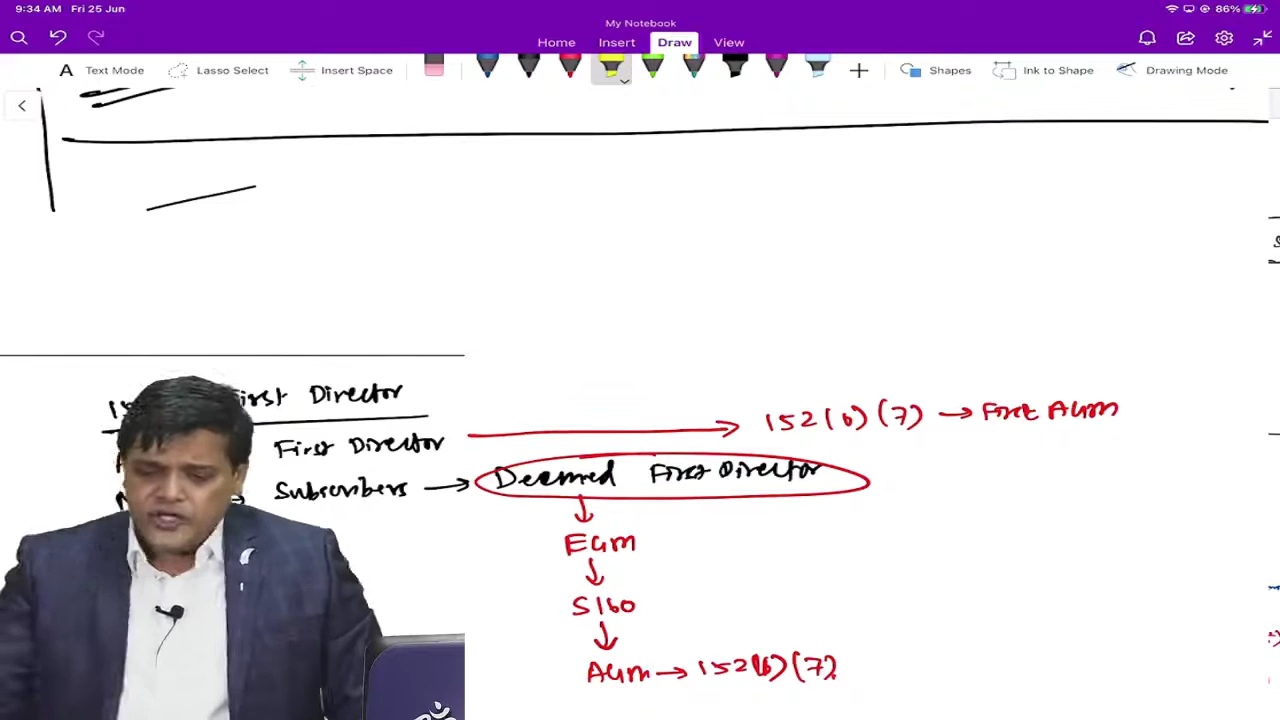 9:34 AM Fri 25 Jun
86%
My Notebook
Home Insert Draw View
A Text Mode Lasso Select Insert Space Shapes Ink to Shape Drawing Mode
First Director
First Director → 152(6)(7) → First AGM
Subscribers → Deemed First Director
↓
EGM
↓
S160
↓
AGM → 152(6)(7)